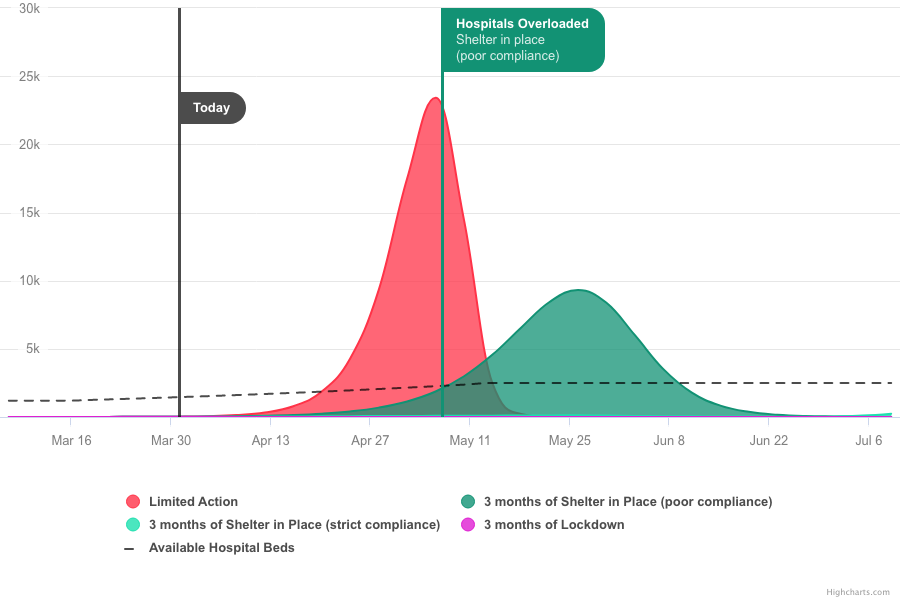 30k
Hospitals Overloaded
Shelter in place
(poor compliance)
25k
Today
20k
15k
10k
5k
Mar 16 Mar 30 Apr 13 Apr 27 May 11 May 25 Jun 8 Jun 22 Jul 6
Limited Action 3 months of Shelter in Place (poor compliance)
3 months of Shelter in Place (strict compliance) 3 months of Lockdown
Available Hospital Beds
Highcharts.com